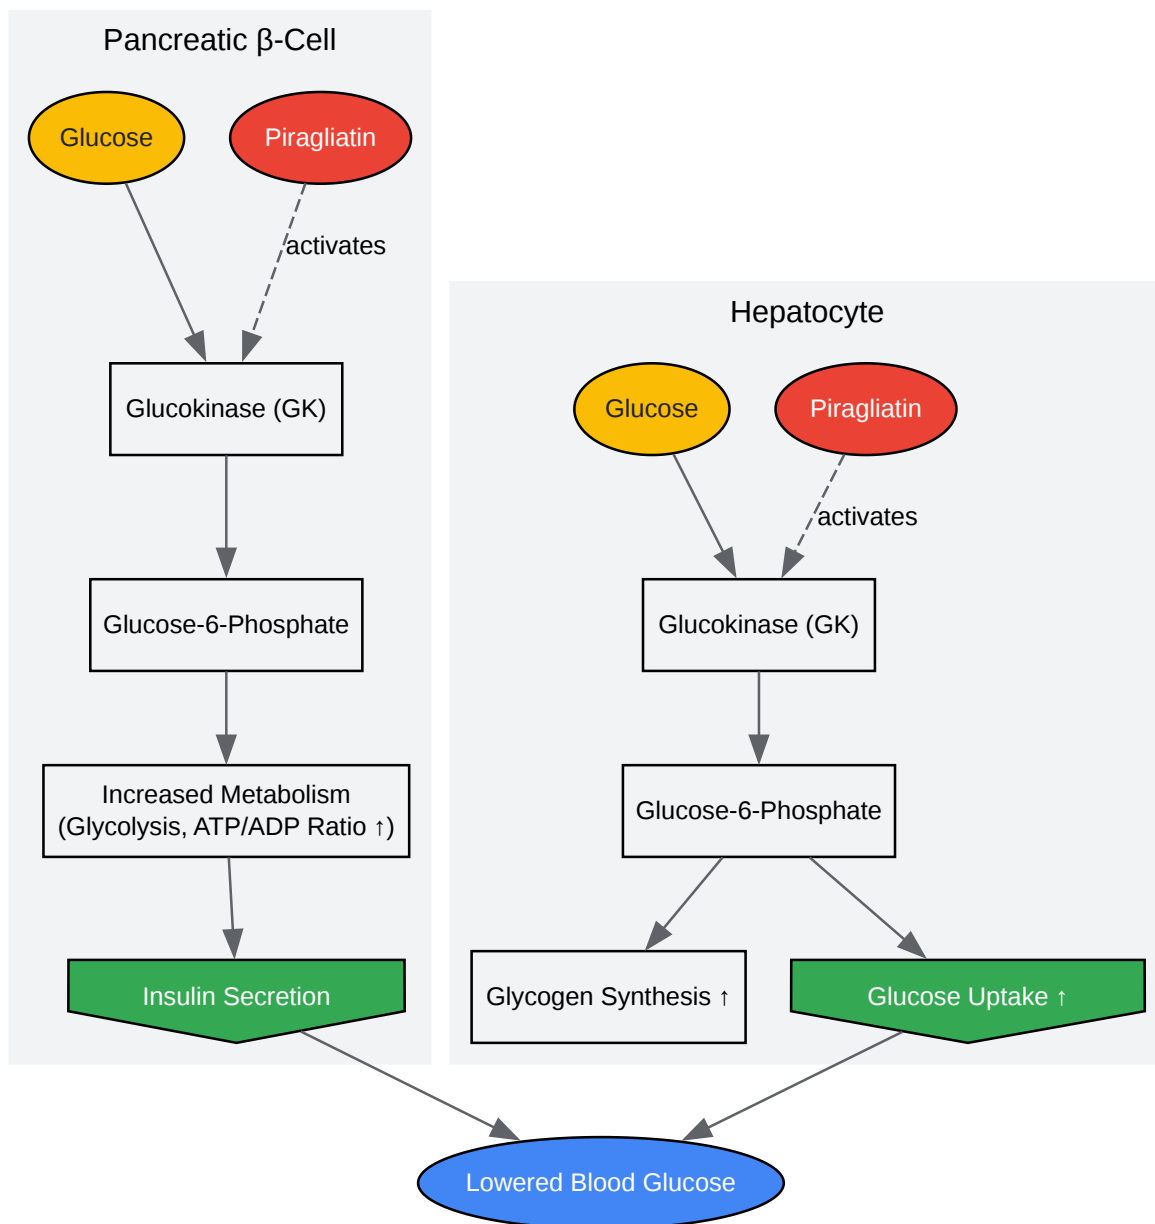 Pancreatic β-Cell
Glucose
Piragliatin
activates
Glucokinase (GK)
Glucose-6-Phosphate
Increased Metabolism
(Glycolysis, ATP/ADP Ratio ↑)
Insulin Secretion
Hepatocyte
Glucose
Piragliatin
activates
Glucokinase (GK)
Glucose-6-Phosphate
Glycogen Synthesis ↑
Glucose Uptake ↑
Lowered Blood Glucose